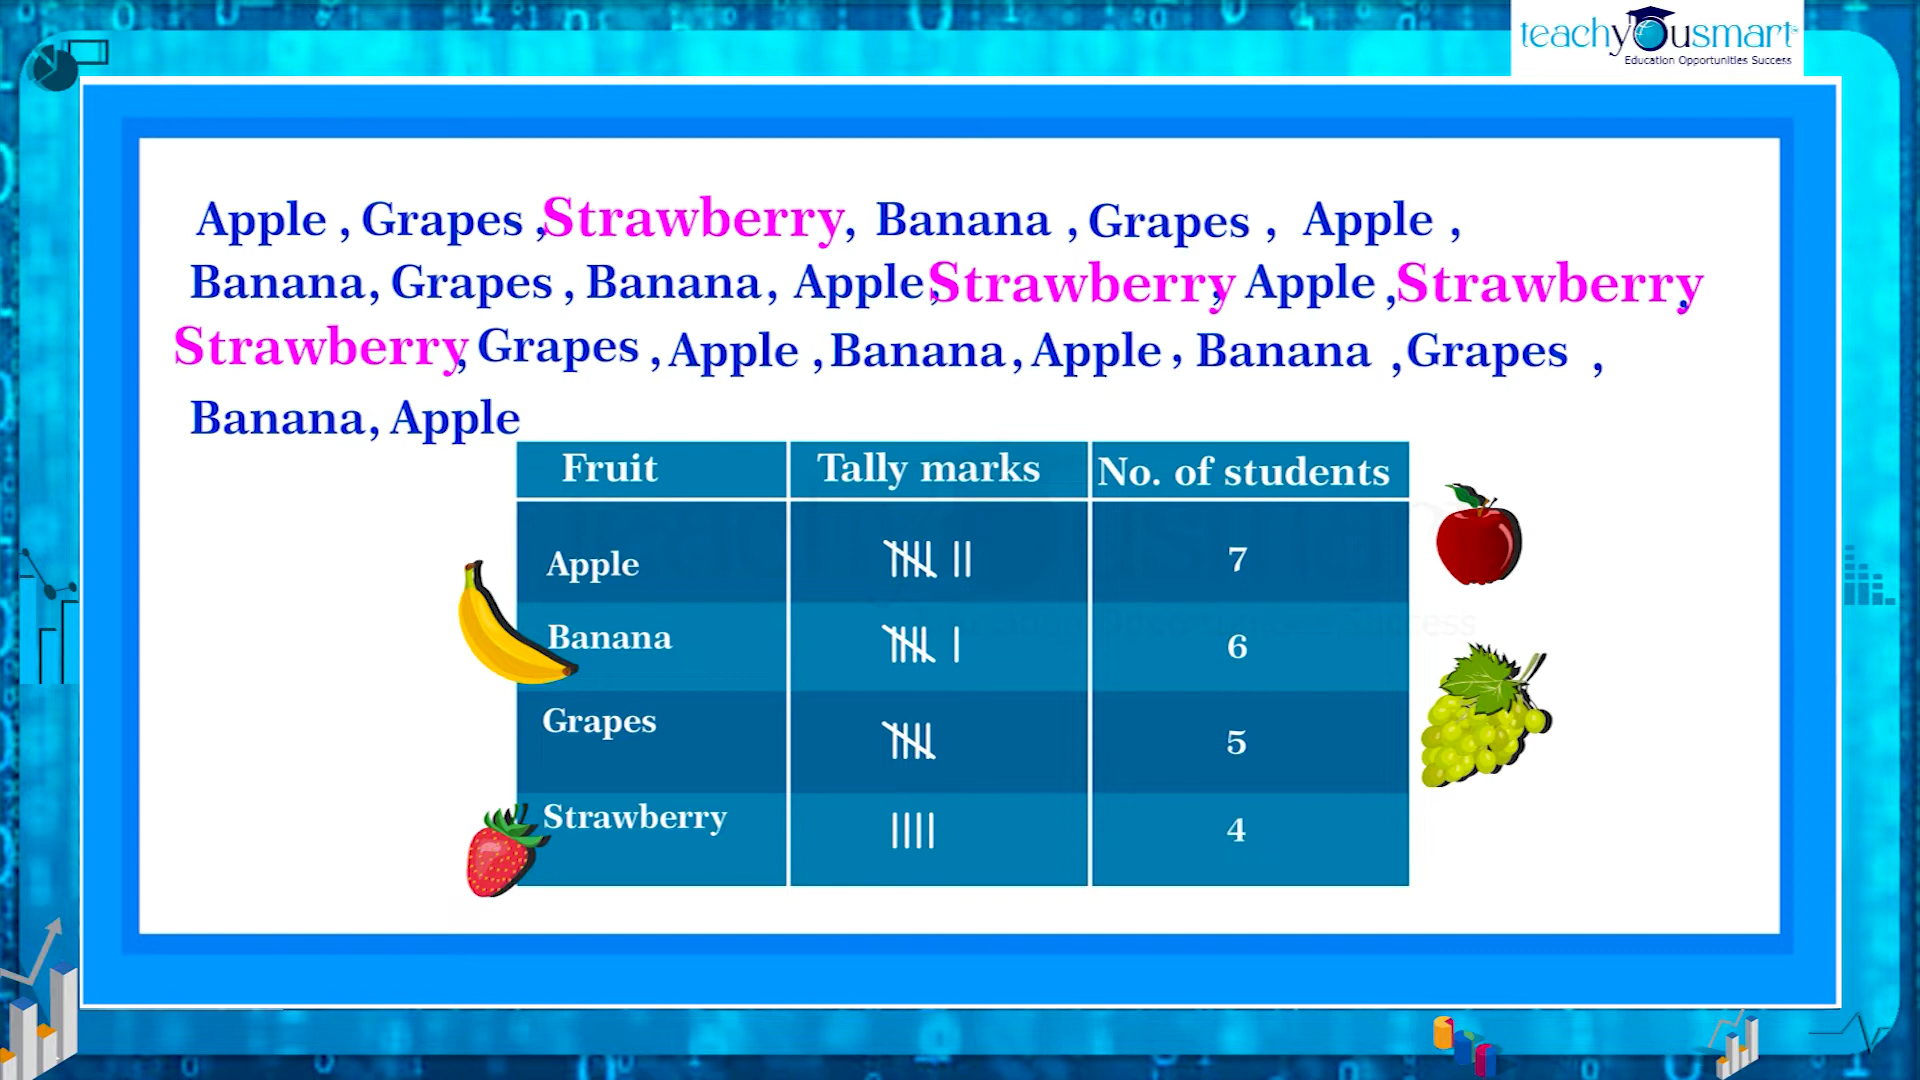 teachyOusmart
Education Opportunities Success
Apple , Grapes , Strawberry, Banana , Grapes , Apple ,
Banana, Grapes , Banana, Apple, Strawberry, Apple , Strawberry,
Strawberry, Grapes , Apple , Banana, Apple , Banana , Grapes ,
Banana, Apple
Fruit Tally marks No. of students
Apple 7
Banana 6
Grapes 5
Strawberry 4